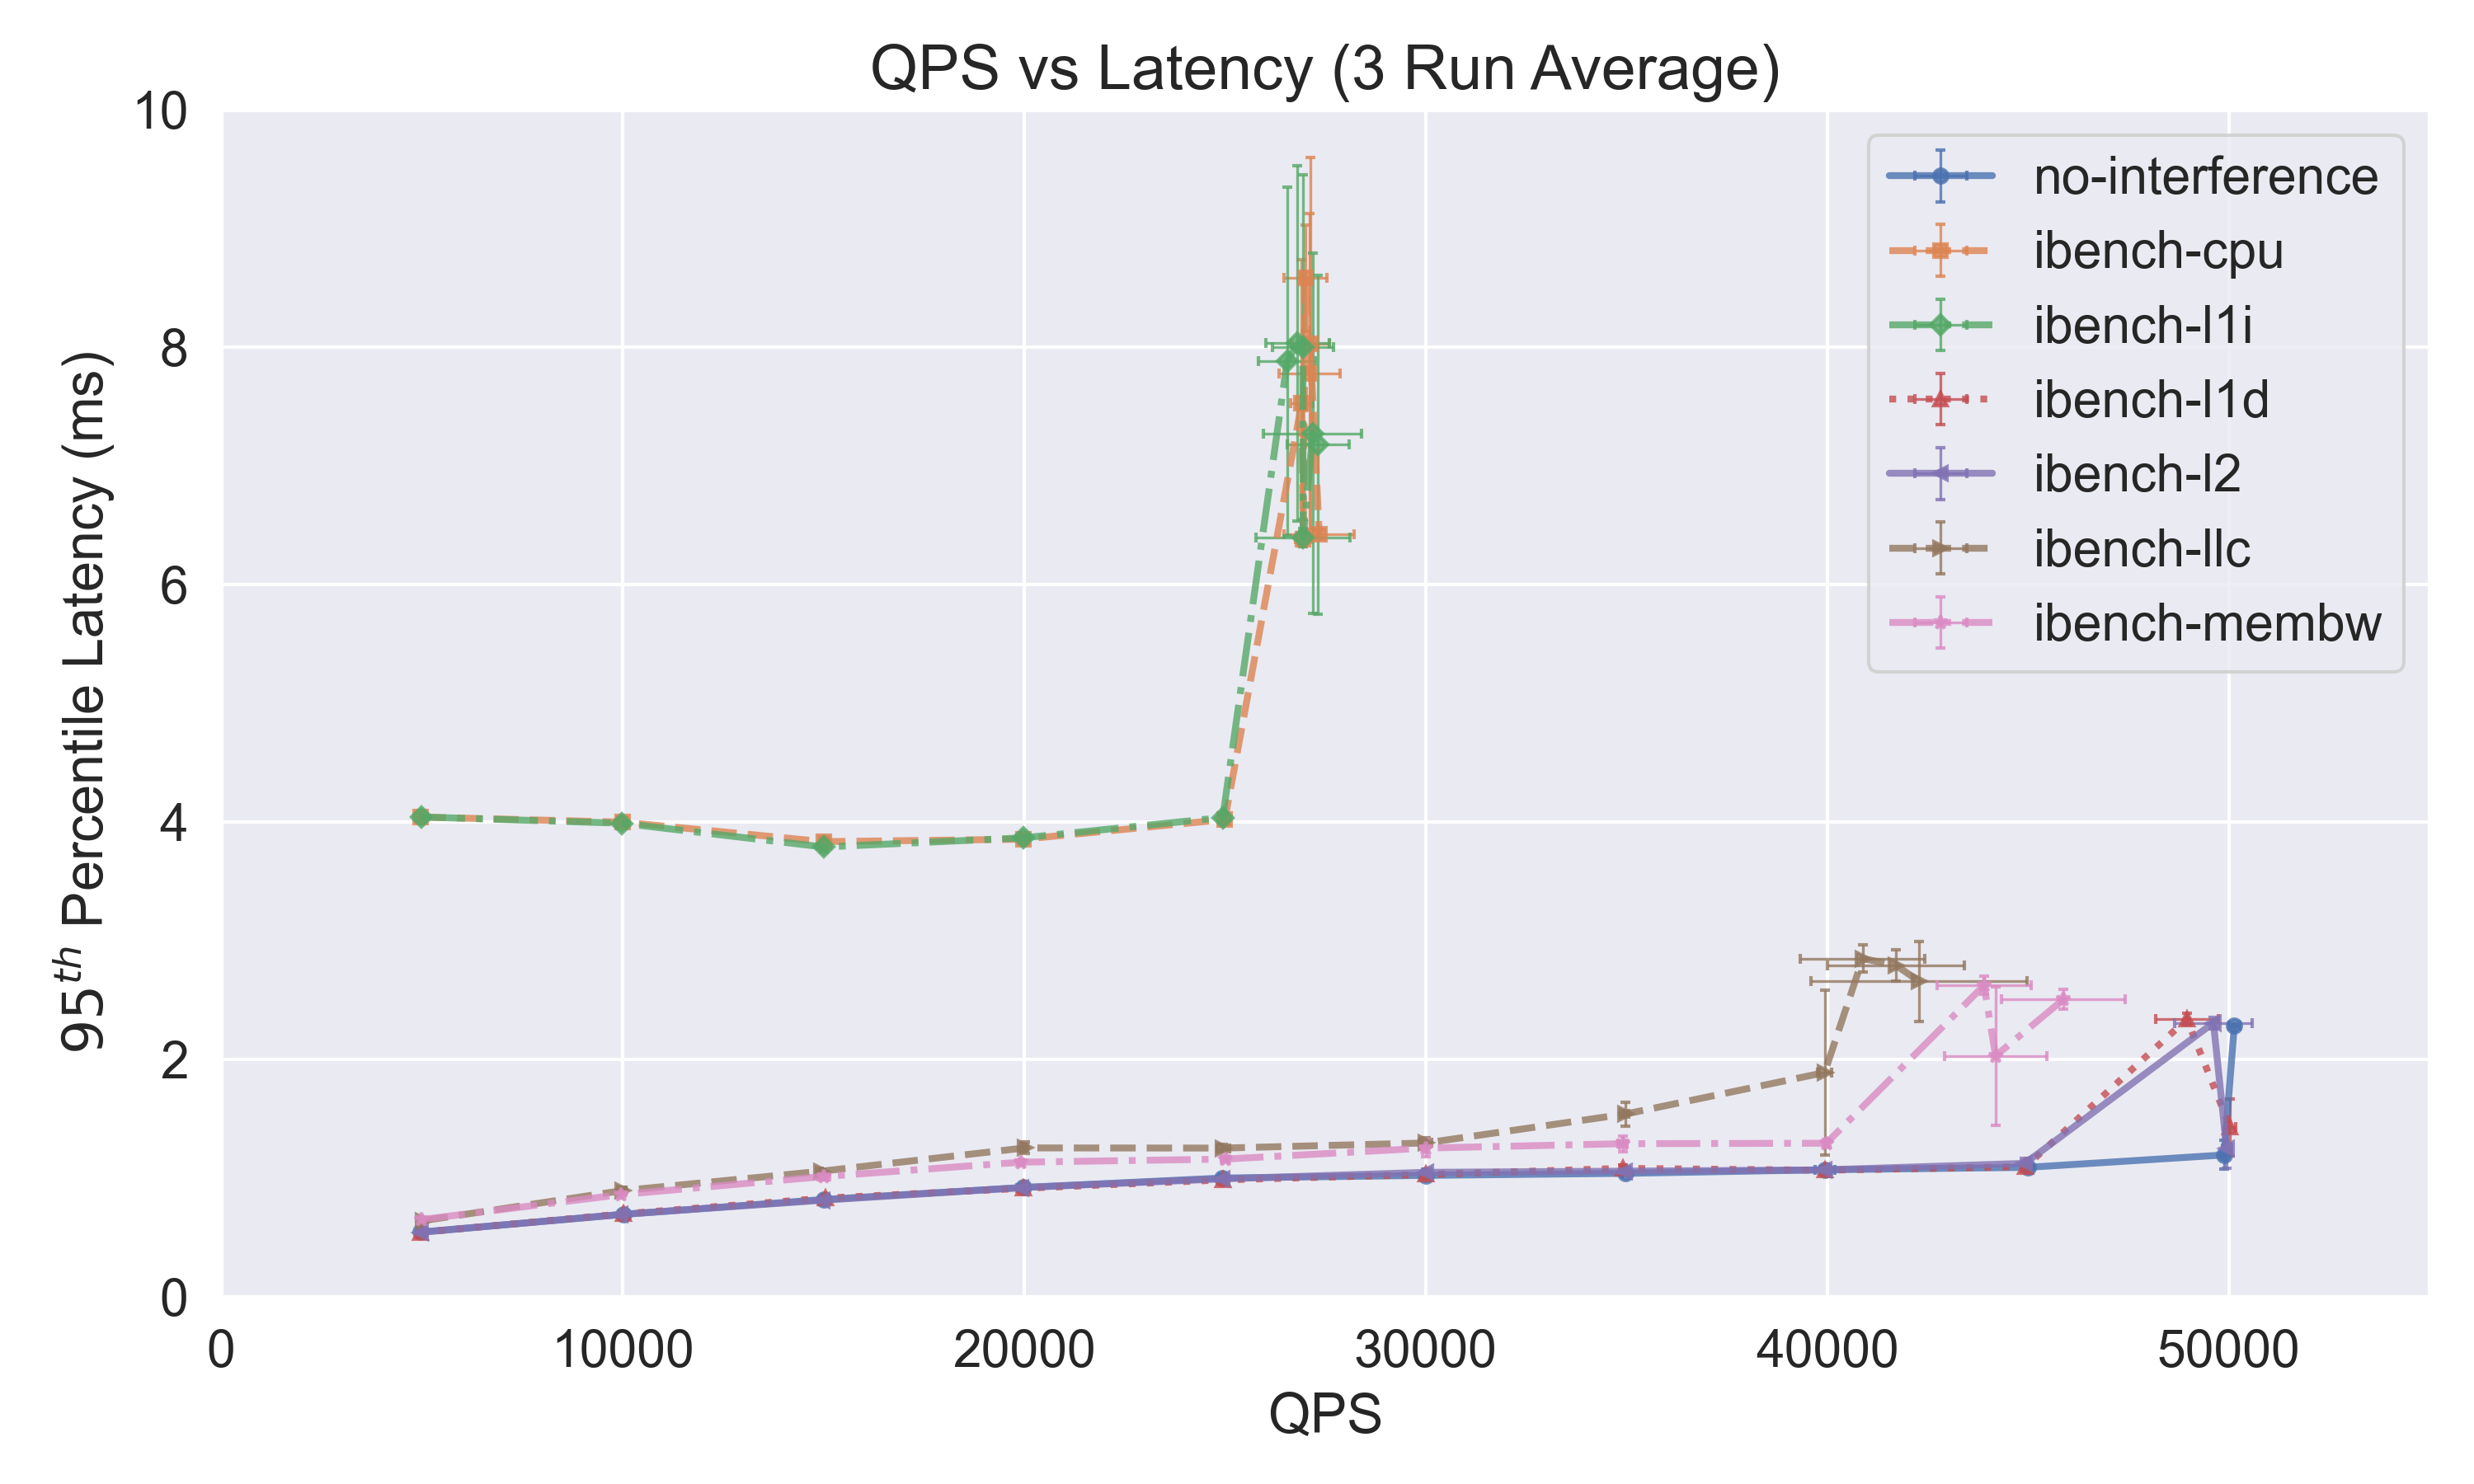 QPS vs Latency (3 Run Average)
10
8
6
4
2
0
95th Percentile Latency (ms)
0 10000 20000 30000 40000 50000
QPS
no-interference
ibench-cpu
ibench-l1i
ibench-l1d
ibench-l2
ibench-llc
ibench-membw